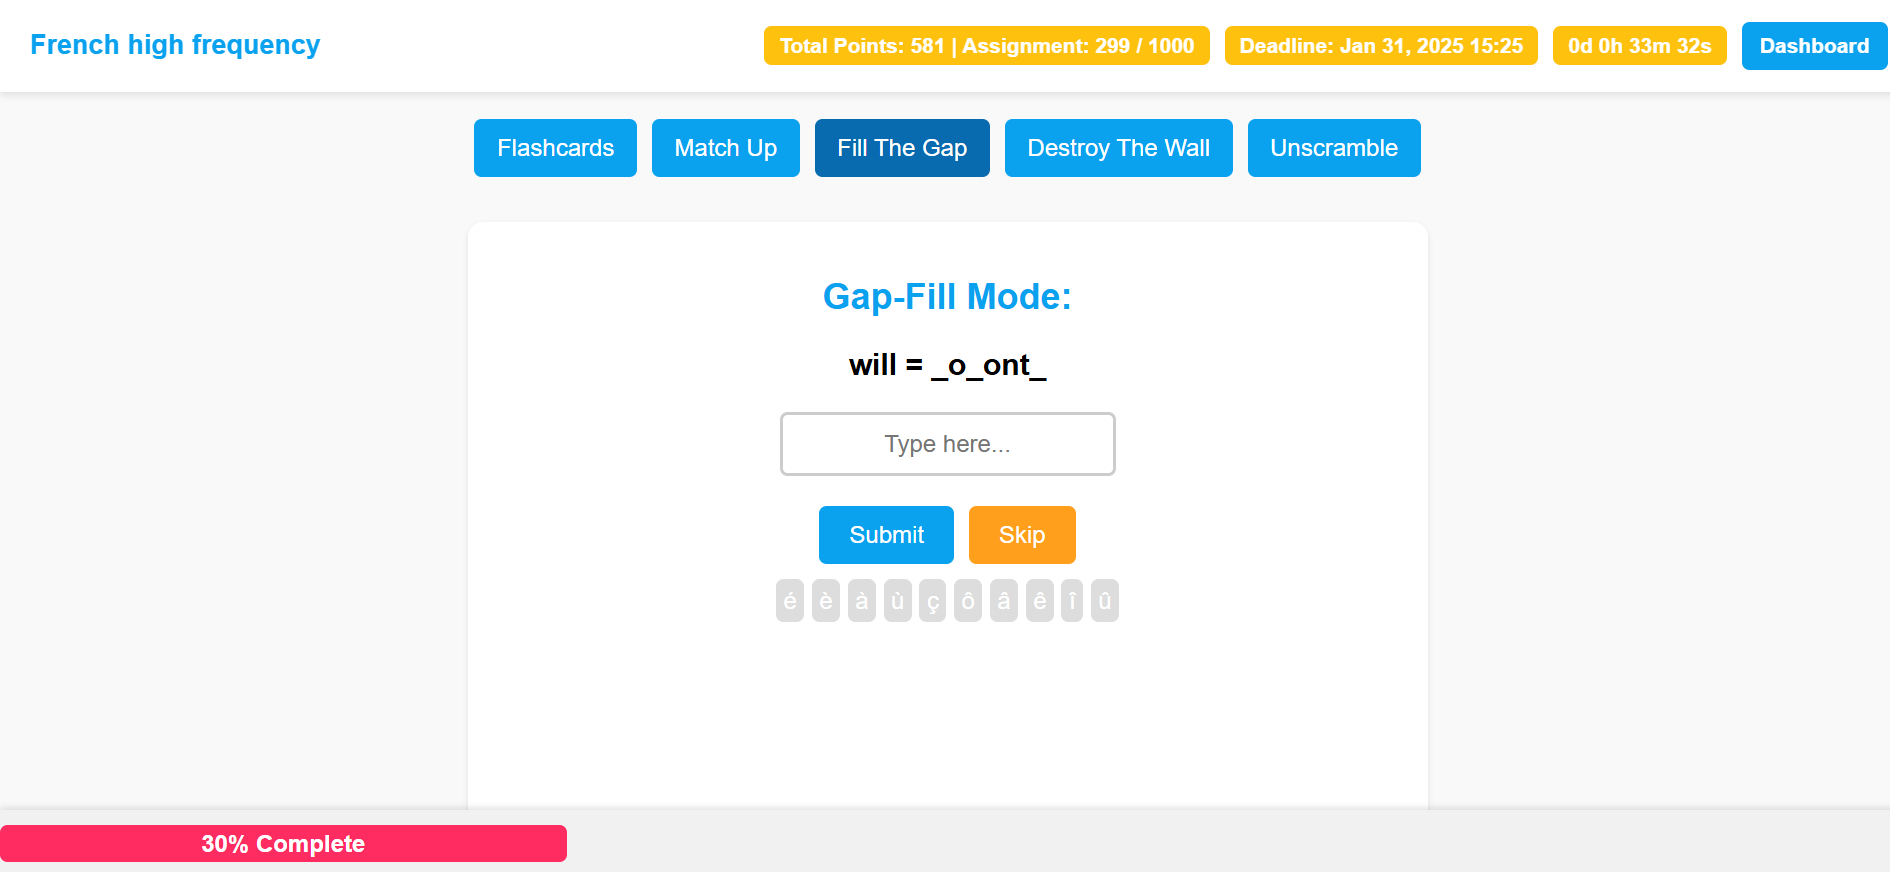 French high frequency
Total Points: 581 | Assignment: 299 / 1000
Deadline: Jan 31, 2025 15:25
0d 0h 33m 32s
Dashboard
Flashcards
Match Up
Fill The Gap
Destroy The Wall
Unscramble
Gap-Fill Mode:
will = _o_ont_
Type here...
Submit
Skip
é è à ù ç ô â ê î û
30% Complete